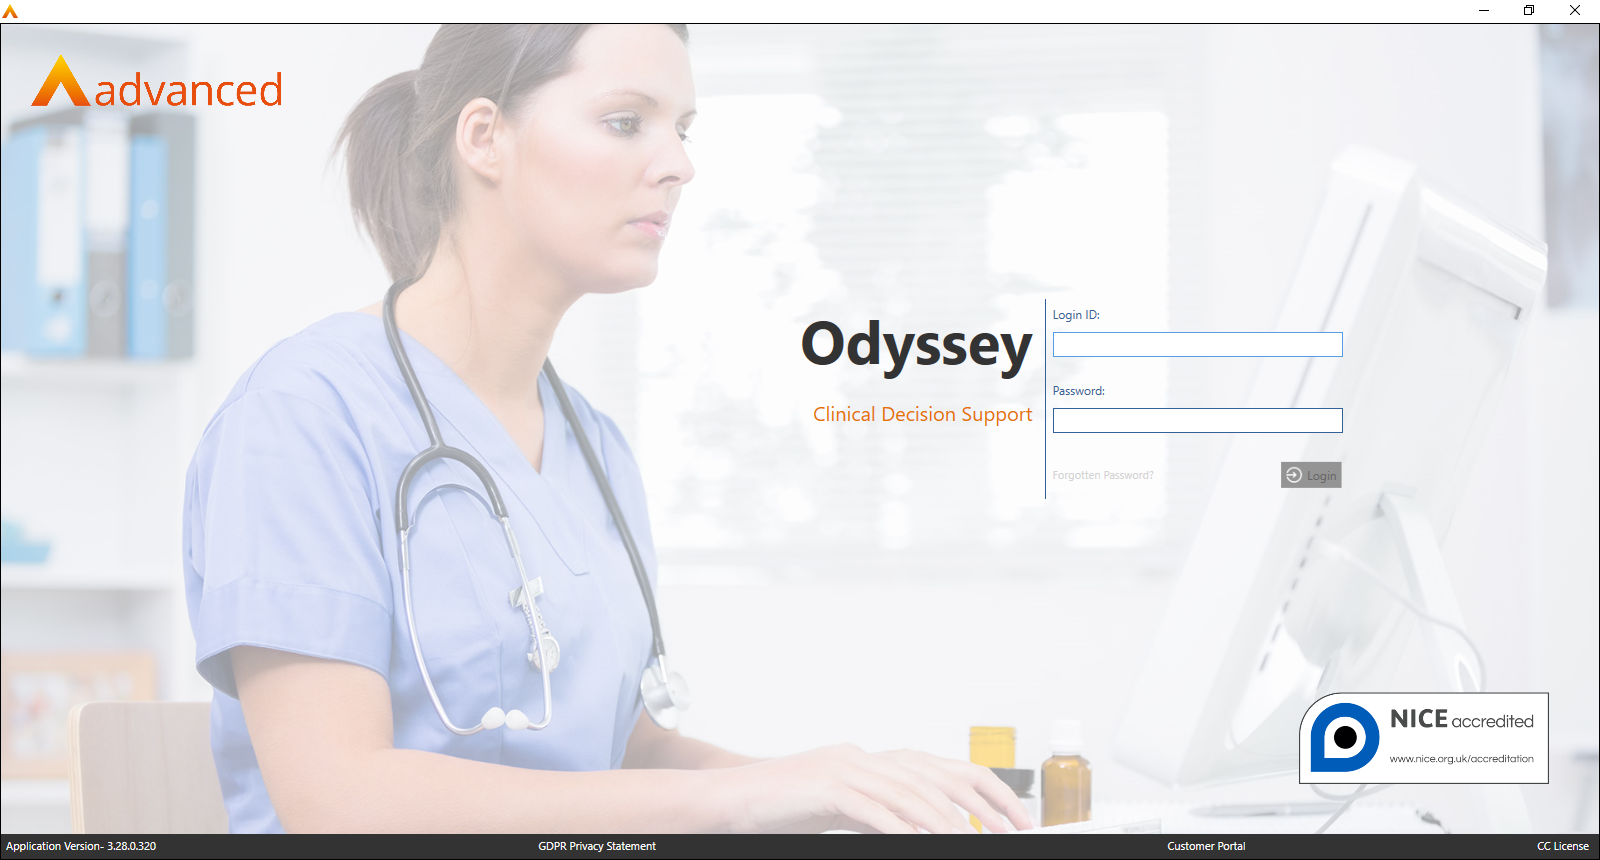 advanced
Odyssey
Clinical Decision Support
Login ID:
Password:
Forgotten Password?
Login
NICE accredited
www.nice.org.uk/accreditation
Application Version- 3.28.0.320
GDPR Privacy Statement
Customer Portal
CC License